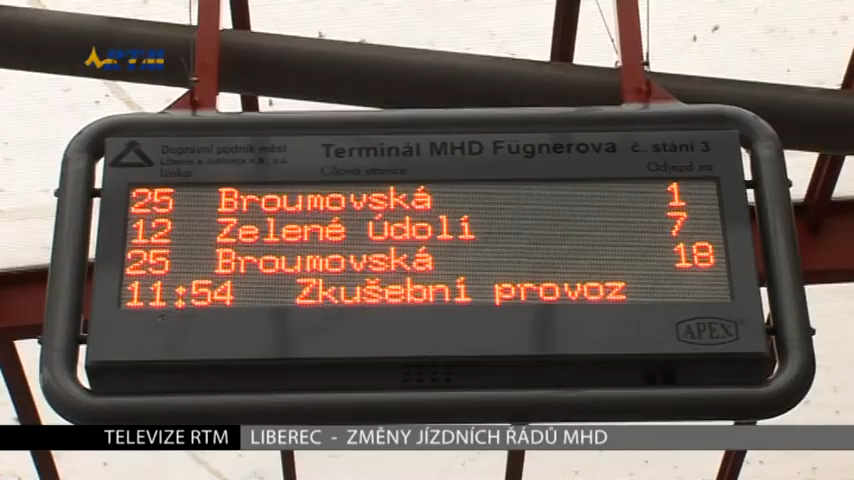 RTM
Dopravní podnik měst
Liberce a Jablonce n.N., a.s.
Terminál MHD Fügnerova č. stání 3
Linka Cílová stanice Odjezd za
25 Broumovská 1
12 Zelené údolí 7
25 Broumovská 18
11:54 Zkušební provoz
APEX
TELEVIZE RTM LIBEREC - ZMĚNY JÍZDNÍCH ŘÁDŮ MHD